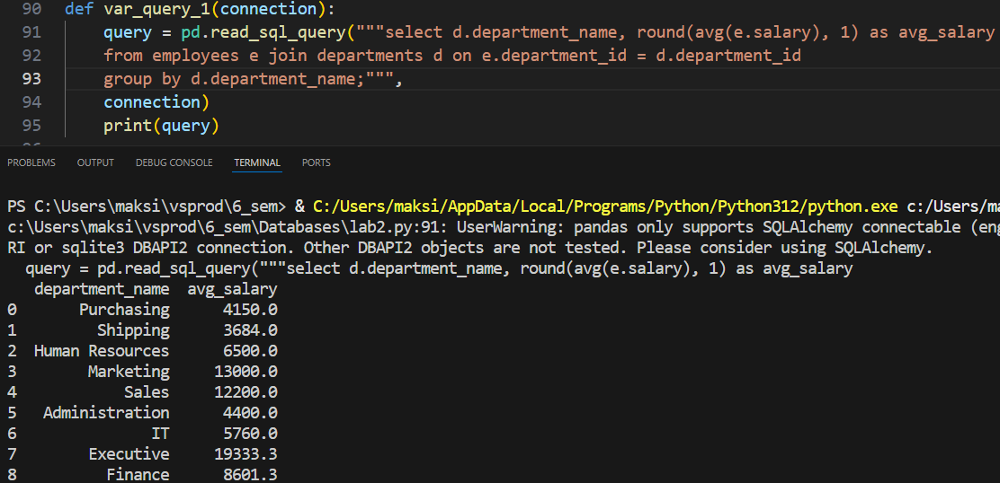 90 def var_query_1(connection):
91 query = pd.read_sql_query("""select d.department_name, round(avg(e.salary), 1) as avg_salary
92 from employees e join departments d on e.department_id = d.department_id
93 group by d.department_name;""",
94 connection)
95 print(query)
PROBLEMS OUTPUT DEBUG CONSOLE TERMINAL PORTS
PS C:\Users\maksi\vsprod\6_sem> & C:/Users/maksi/AppData/Local/Programs/Python/Python312/python.exe c:/Users/ma
c:\Users\maksi\vsprod\6_sem\Databases\lab2.py:91: UserWarning: pandas only supports SQLAlchemy connectable (eng
RI or sqlite3 DBAPI2 connection. Other DBAPI2 objects are not tested. Please consider using SQLAlchemy.
query = pd.read_sql_query("""select d.department_name, round(avg(e.salary), 1) as avg_salary
department_name avg_salary
0 Purchasing 4150.0
1 Shipping 3684.0
2 Human Resources 6500.0
3 Marketing 13000.0
4 Sales 12200.0
5 Administration 4400.0
6 IT 5760.0
7 Executive 19333.3
8 Finance 8601.3